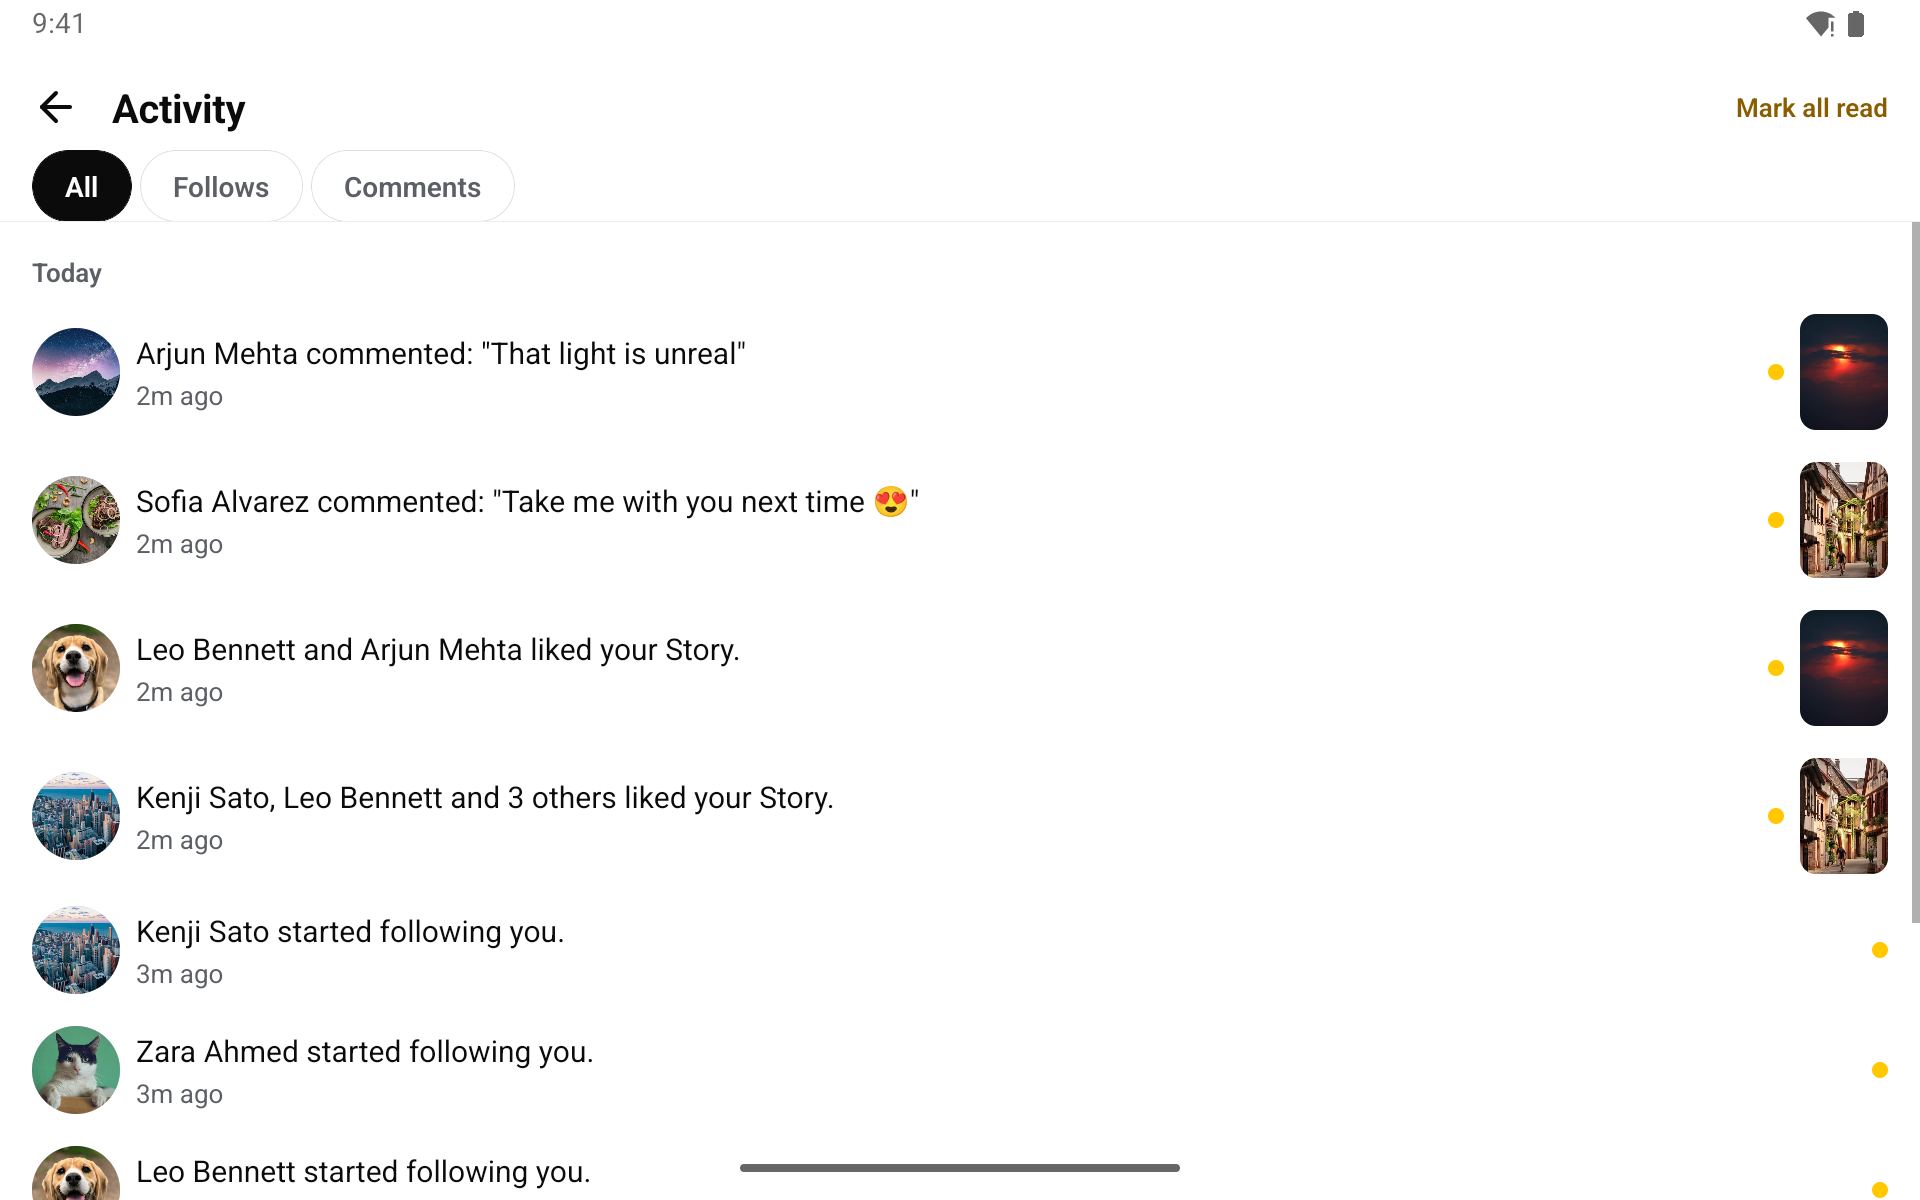 9:41
Activity
Mark all read
All
Follows
Comments
Today
Arjun Mehta commented: "That light is unreal"
2m ago
Sofia Alvarez commented: "Take me with you next time 😍"
2m ago
Leo Bennett and Arjun Mehta liked your Story.
2m ago
Kenji Sato, Leo Bennett and 3 others liked your Story.
2m ago
Kenji Sato started following you.
3m ago
Zara Ahmed started following you.
3m ago
Leo Bennett started following you.